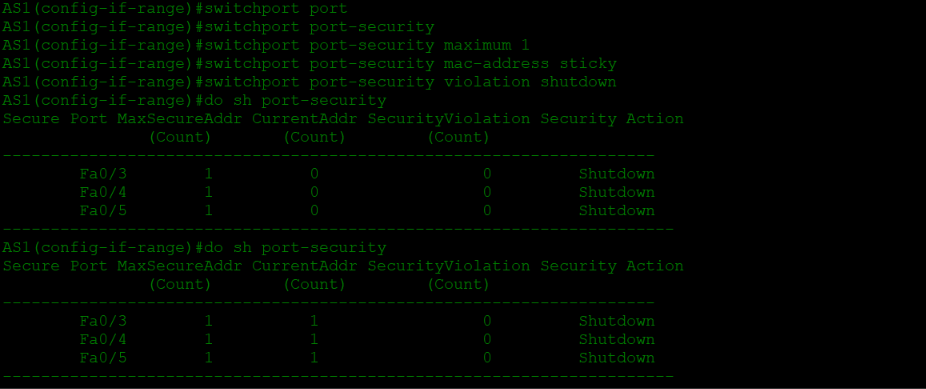 AS1(config-if-range)#switchport port
AS1(config-if-range)#switchport port-security
AS1(config-if-range)#switchport port-security maximum 1
AS1(config-if-range)#switchport port-security mac-address sticky
AS1(config-if-range)#switchport port-security violation shutdown
AS1(config-if-range)#do sh port-security
Secure Port MaxSecureAddr CurrentAddr SecurityViolation Security Action
(Count) (Count) (Count)
--------------------------------------------------------------------
Fa0/3 1 0 0 Shutdown
Fa0/4 1 0 0 Shutdown
Fa0/5 1 0 0 Shutdown
----------------------------------------------------------------------
AS1(config-if-range)#do sh port-security
Secure Port MaxSecureAddr CurrentAddr SecurityViolation Security Action
(Count) (Count) (Count)
--------------------------------------------------------------------
Fa0/3 1 1 0 Shutdown
Fa0/4 1 1 0 Shutdown
Fa0/5 1 1 0 Shutdown
----------------------------------------------------------------------